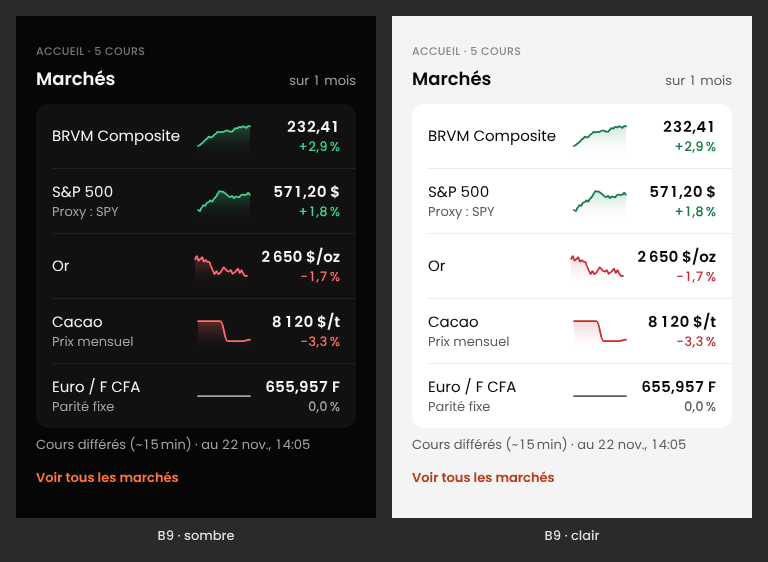 ACCUEIL · 5 COURS
Marchés
sur 1 mois
BRVM Composite
232,41
+2,9 %
S&P 500
571,20 $
Proxy : SPY
+1,8 %
Or
2 650 $/oz
−1,7 %
Cacao
8 120 $/t
Prix mensuel
−3,3 %
Euro / F CFA
655,957 F
Parité fixe
0,0 %
Cours différés (~15 min) · au 22 nov., 14:05
Voir tous les marchés
B9 · sombre
ACCUEIL · 5 COURS
Marchés
sur 1 mois
BRVM Composite
232,41
+2,9 %
S&P 500
571,20 $
Proxy : SPY
+1,8 %
Or
2 650 $/oz
−1,7 %
Cacao
8 120 $/t
Prix mensuel
−3,3 %
Euro / F CFA
655,957 F
Parité fixe
0,0 %
Cours différés (~15 min) · au 22 nov., 14:05
Voir tous les marchés
B9 · clair